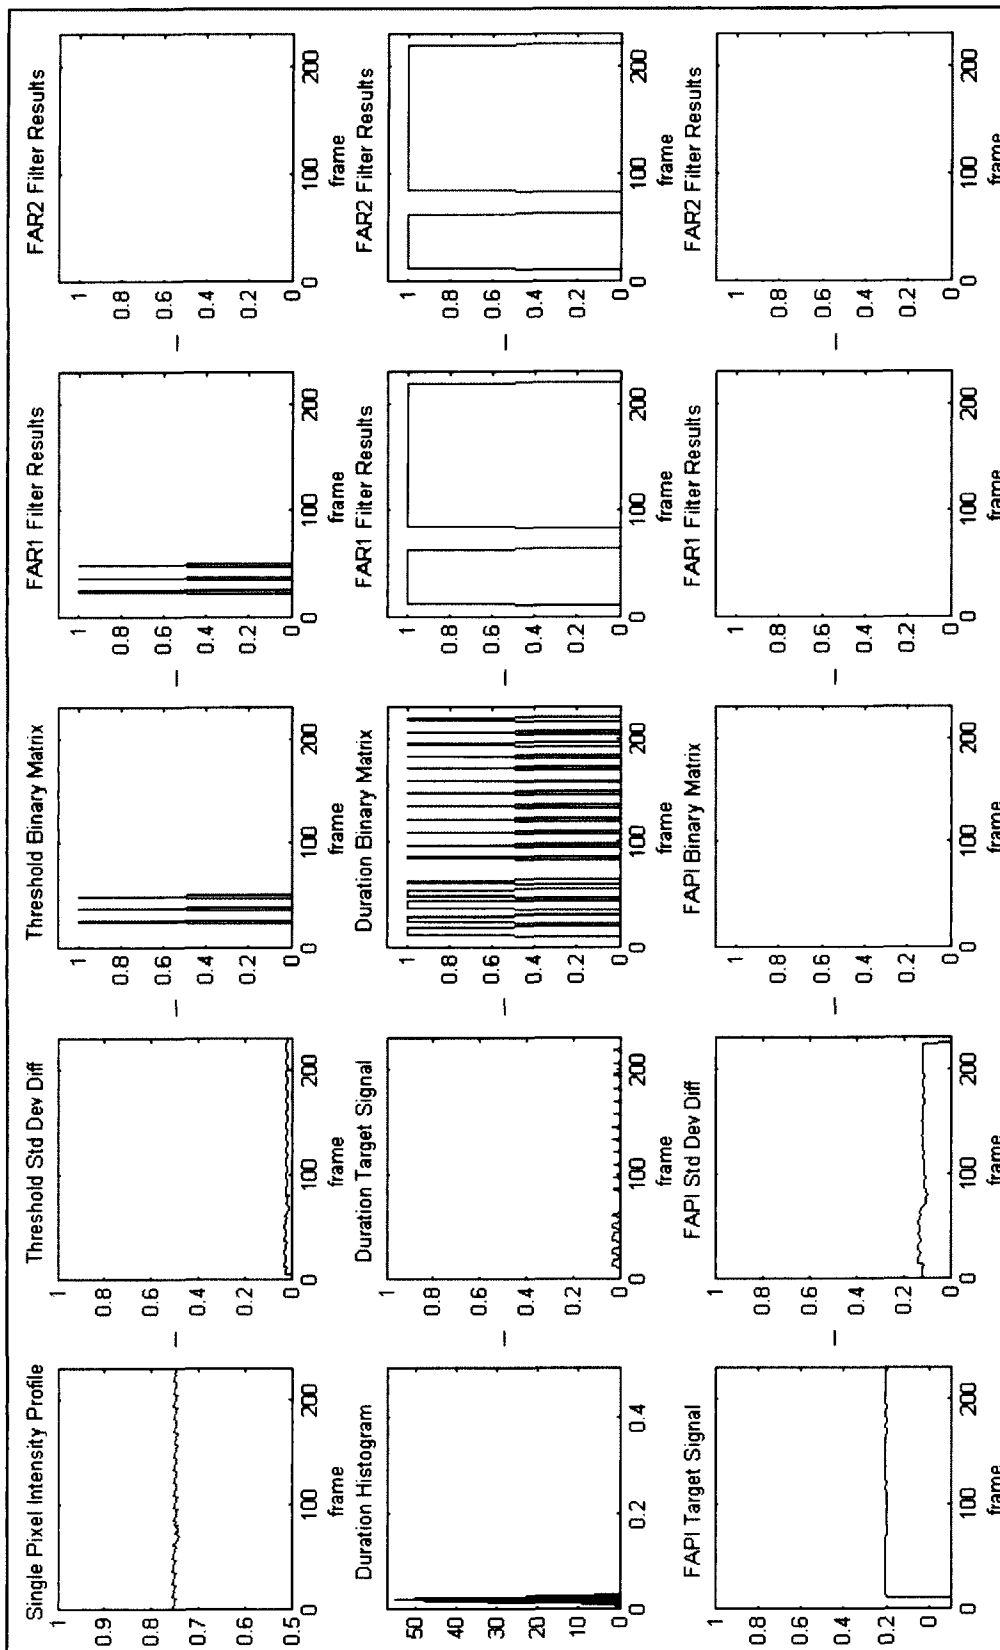 Single Pixel Intensity Profile
1
0.9
0.8
0.7
0.6
0.5
0 100 200
frame
Threshold Std Dev Diff
1
0.8
0.6
0.4
0.2
0
0 100 200
frame
Threshold Binary Matrix
1
0.8
0.6
0.4
0.2
0
0 100 200
frame
FAR1 Filter Results
1
0.8
0.6
0.4
0.2
0
0 100 200
frame
FAR2 Filter Results
1
0.8
0.6
0.4
0.2
0
0 100 200
frame
Duration Histogram
50
40
30
20
10
0
0 0.2 0.4
Duration Target Signal
1
0.8
0.6
0.4
0.2
0
0 100 200
frame
Duration Binary Matrix
1
0.8
0.6
0.4
0.2
0
0 100 200
frame
FAR1 Filter Results
1
0.8
0.6
0.4
0.2
0
0 100 200
frame
FAR2 Filter Results
1
0.8
0.6
0.4
0.2
0
0 100 200
frame
FAPI Target Signal
1
0.8
0.6
0.4
0.2
0
0 100 200
frame
FAPI Std Dev Diff
1
0.8
0.6
0.4
0.2
0
0 100 200
frame
FAPI Binary Matrix
1
0.8
0.6
0.4
0.2
0
0 100 200
frame
FAR1 Filter Results
1
0.8
0.6
0.4
0.2
0
0 100 200
frame
FAR2 Filter Results
1
0.8
0.6
0.4
0.2
0
0 100 200
frame